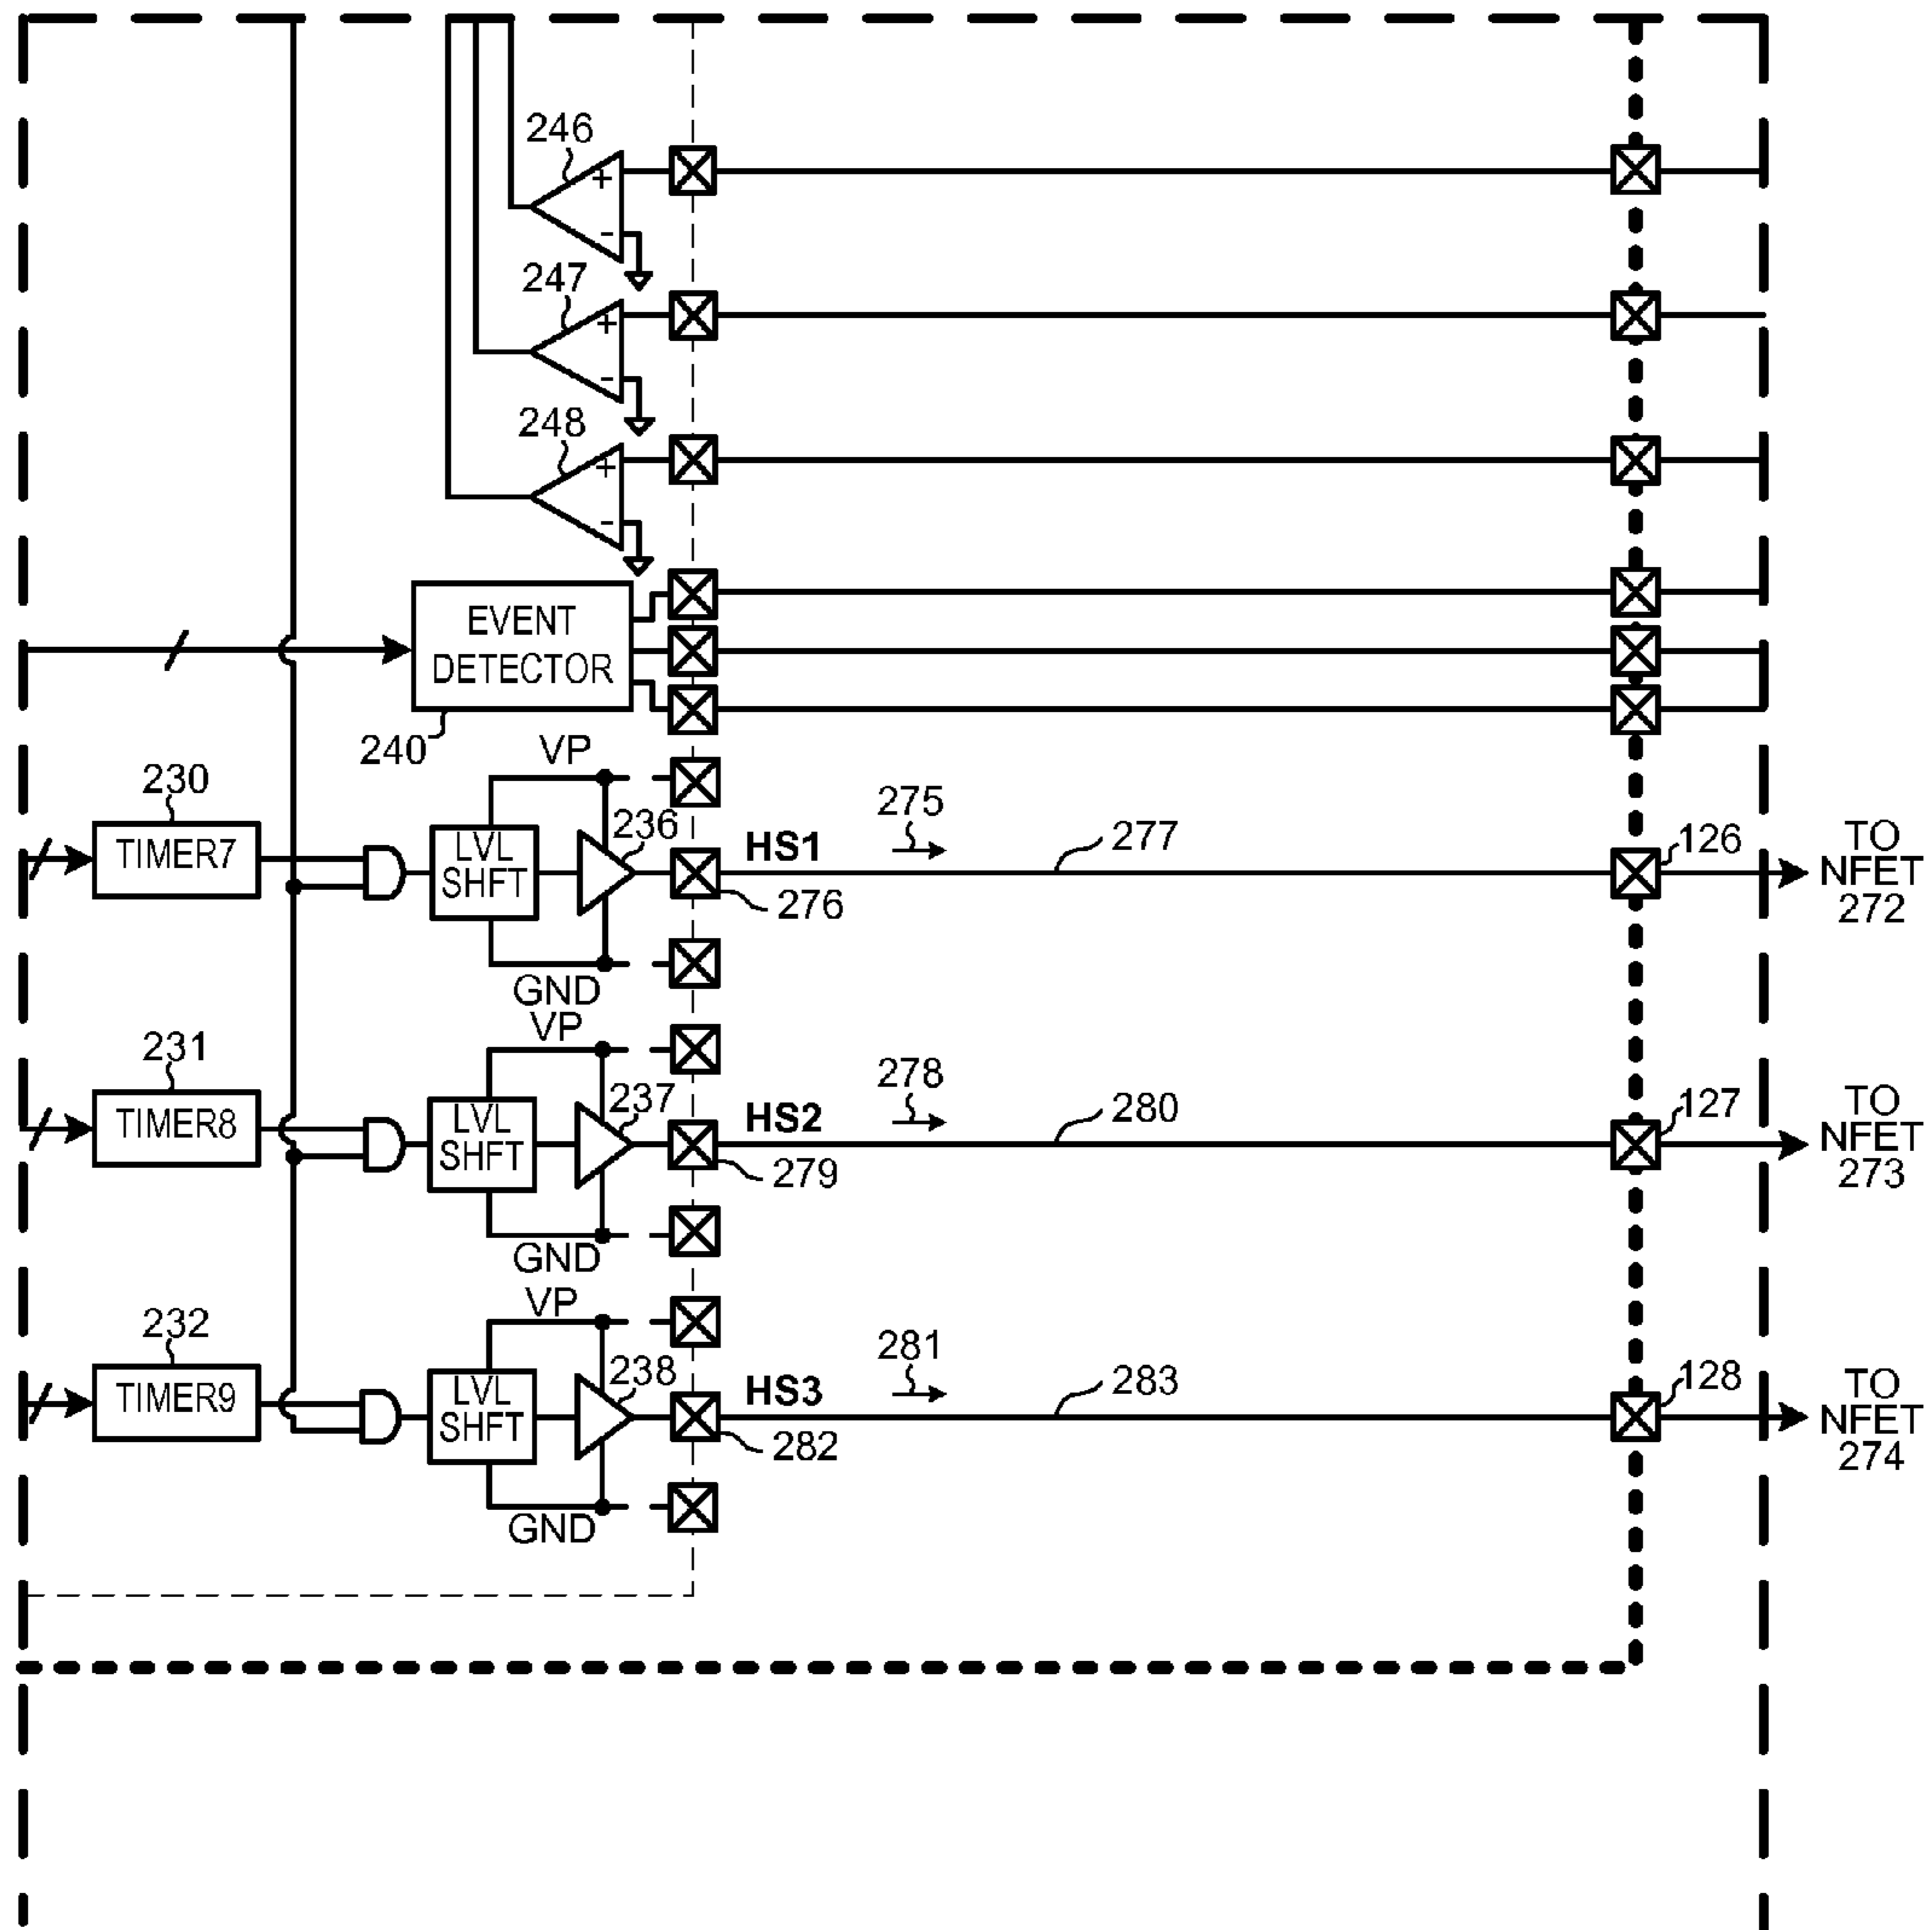 246
+
-
247
+
-
248
+
-
EVENT
DETECTOR
240
VP
230
TIMER7
LVL
SHFT
236
HS1
275
277
276
126
TO
NFET
272
GND
VP
231
TIMER8
LVL
SHFT
237
HS2
278
280
279
127
TO
NFET
273
GND
VP
232
TIMER9
LVL
SHFT
238
HS3
281
283
282
128
TO
NFET
274
GND